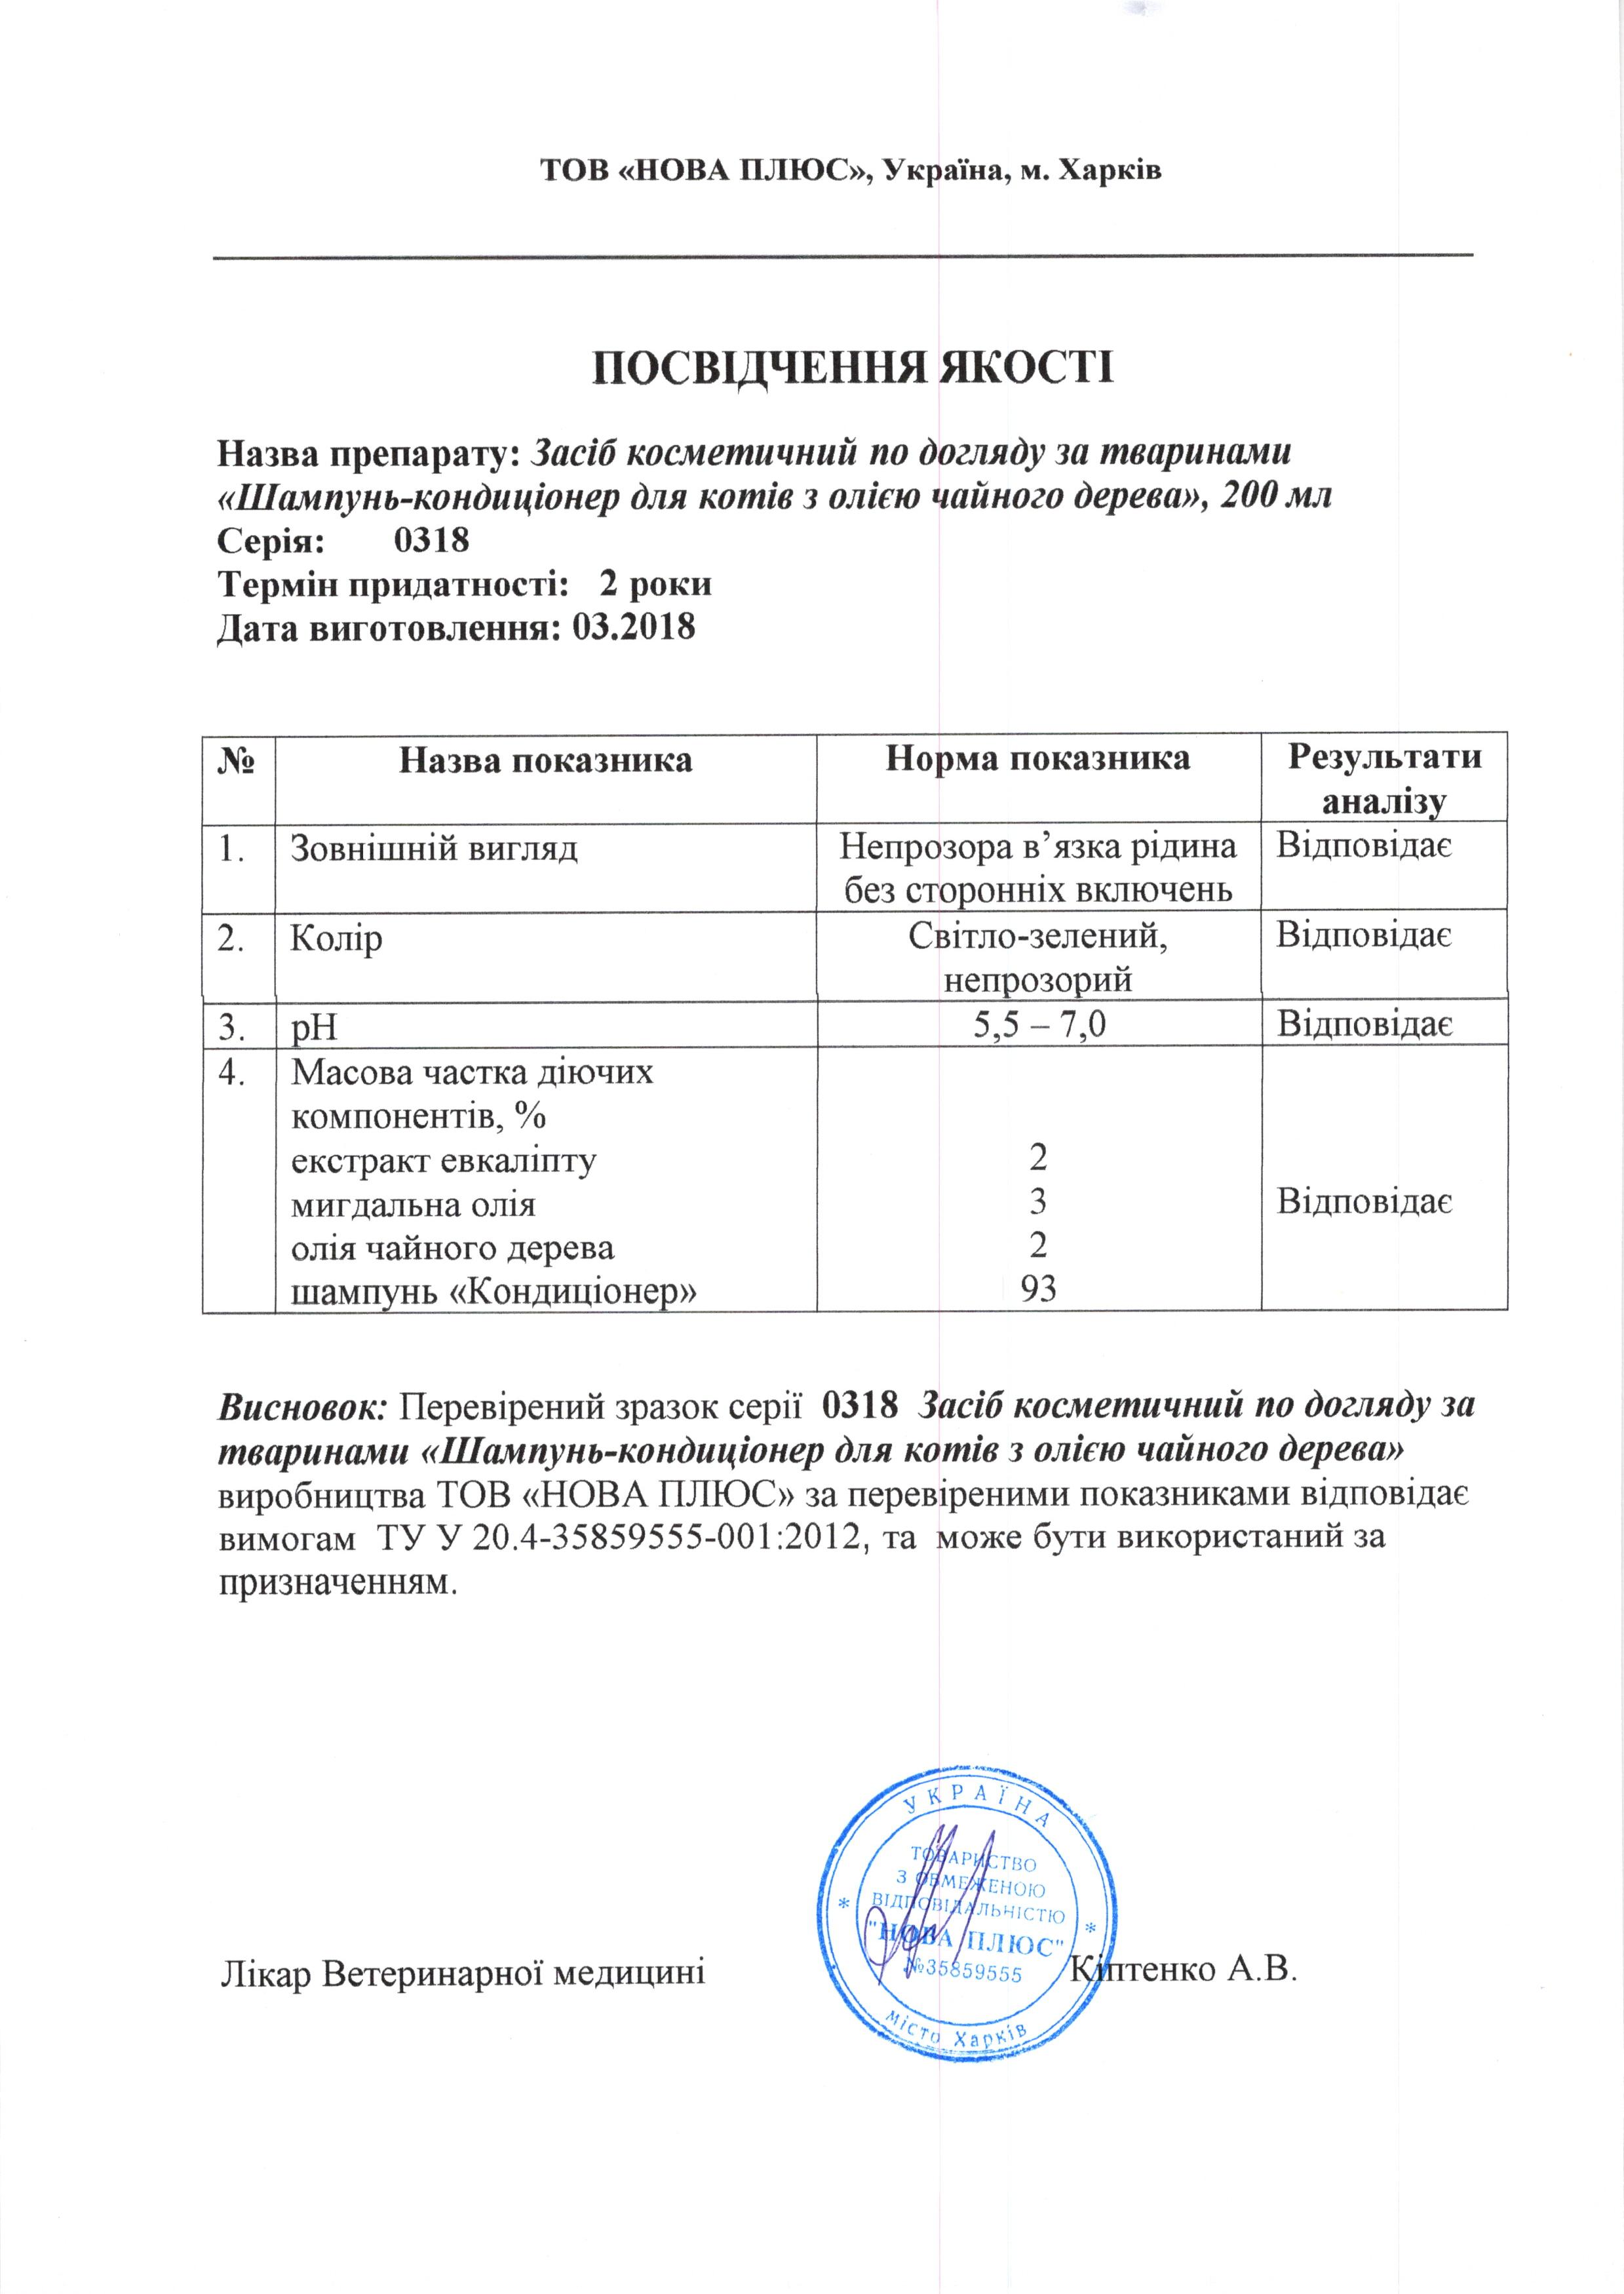 ТОВ «НОВА ПЛЮС», Україна, м. Харків
ПОСВІДЧЕННЯ ЯКОСТІ
Назва препарату: Засіб косметичний по догляду за тваринами
«Шампунь-кондиціонер для котів з олією чайного дерева», 200 мл
Серія: 0318
Термін придатності: 2 роки
Дата виготовлення: 03.2018
№ Назва показника Норма показника Результати
аналізу
1. Зовнішній вигляд Непрозора в’язка рідина Відповідає
без сторонніх включень
2. Колір Світло-зелений, Відповідає
непрозорий
3. pH 5,5 – 7,0 Відповідає
4. Масова частка діючих
компонентів, %
екстракт евкаліпту 2
мигдальна олія 3 Відповідає
олія чайного дерева 2
шампунь «Кондиціонер» 93
Висновок: Перевірений зразок серії 0318 Засіб косметичний по догляду за
тваринами «Шампунь-кондиціонер для котів з олією чайного дерева»
виробництва ТОВ «НОВА ПЛЮС» за перевіреними показниками відповідає
вимогам ТУ У 20.4-35859555-001:2012, та може бути використаний за
призначенням.
УКРАЇНА
ТОВАРИСТВО
З ОБМЕЖЕНОЮ
ВІДПОВІДАЛЬНІСТЮ
"НОВА ПЛЮС"
№35859555
місто Харків
Лікар Ветеринарної медицині Кіптенко А.В.